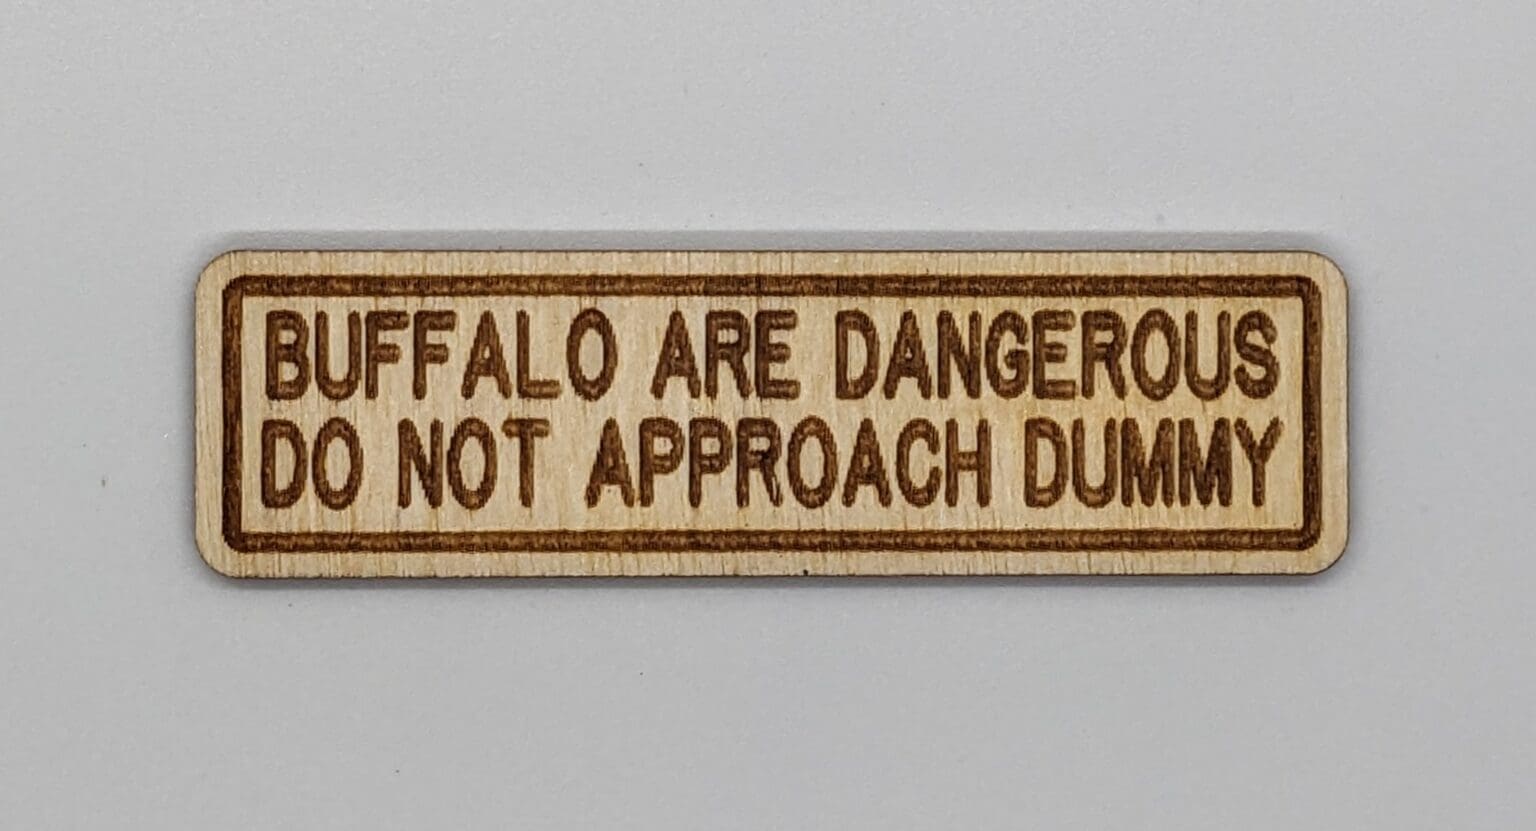 BUFFALO ARE DANGEROUS
DO NOT APPROACH DUMMY